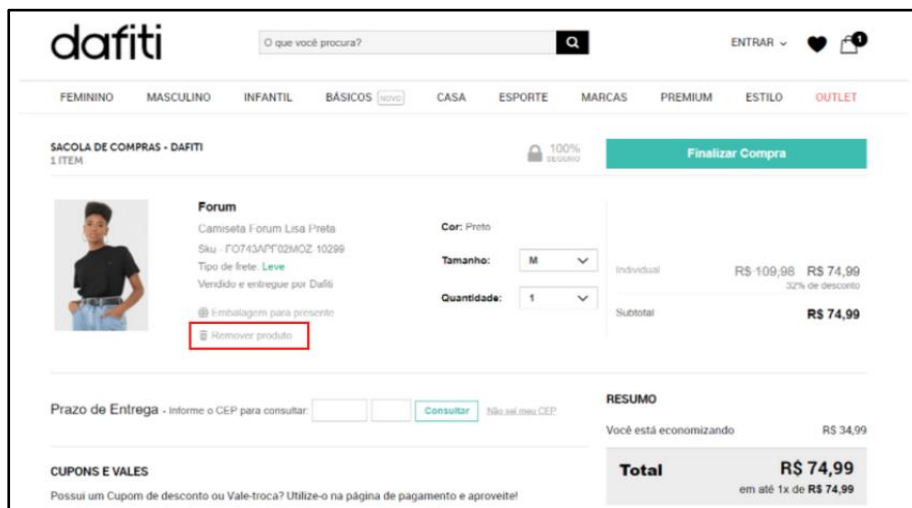 dafiti
O que você procura?
ENTRAR
1
FEMININO MASCULINO INFANTIL BÁSICOS NOVO CASA ESPORTE MARCAS PREMIUM ESTILO OUTLET
SACOLA DE COMPRAS - DAFITI
1 ITEM
100%
SEGURO
Finalizar Compra
Forum
Camiseta Forum Lisa Preta
Sku - FO743APF02MOZ-10299
Tipo de frete: Leve
Vendido e entregue por Dafiti
Embalagem para presente
Remover produto
Cor: Preto
Tamanho: M
Quantidade: 1
Individual R$ 109,98 R$ 74,99
32% de desconto
Subtotal R$ 74,99
Prazo de Entrega - Informe o CEP para consultar: Consultar Não sei meu CEP
RESUMO
Você está economizando R$ 34,99
Total R$ 74,99
em até 1x de R$ 74,99
CUPONS E VALES
Possui um Cupom de desconto ou Vale-troca? Utilize-o na página de pagamento e aproveite!